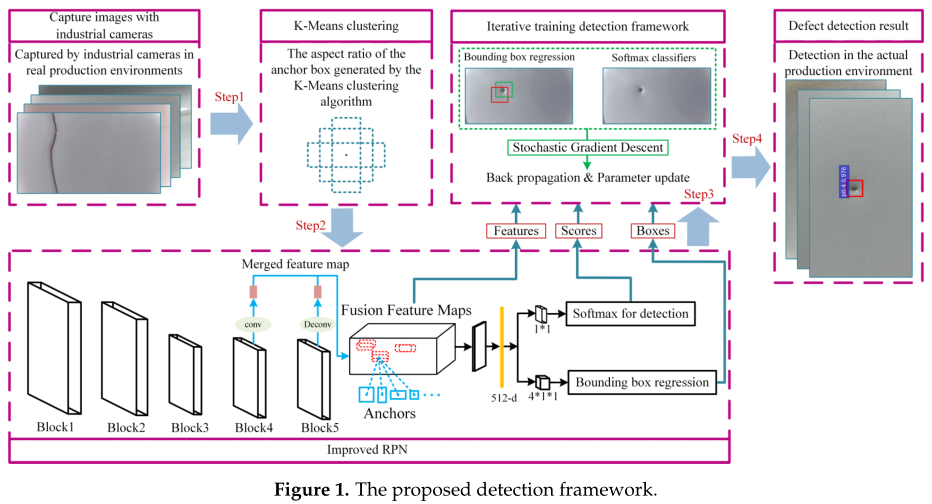 Capture images with
industrial cameras
Captured by industrial cameras in
real production environments
Step1
K-Means clustering
The aspect ratio of the
anchor box generated by the
K-Means clustering
algorithm
Step2
Iterative training detection framework
Bounding box regression
Softmax classifiers
Stochastic Gradient Descent
Back propagation & Parameter update
Step3
Step4
Defect detection result
Detection in the actual
production environment
pit-4 0.976
Features
Scores
Boxes
Merged feature map
conv
Deconv
Fusion Feature Maps
Anchors
512-d
1*1
4*1*1
Softmax for detection
Bounding box regression
Block1
Block2
Block3
Block4
Block5
Improved RPN
Figure 1. The proposed detection framework.